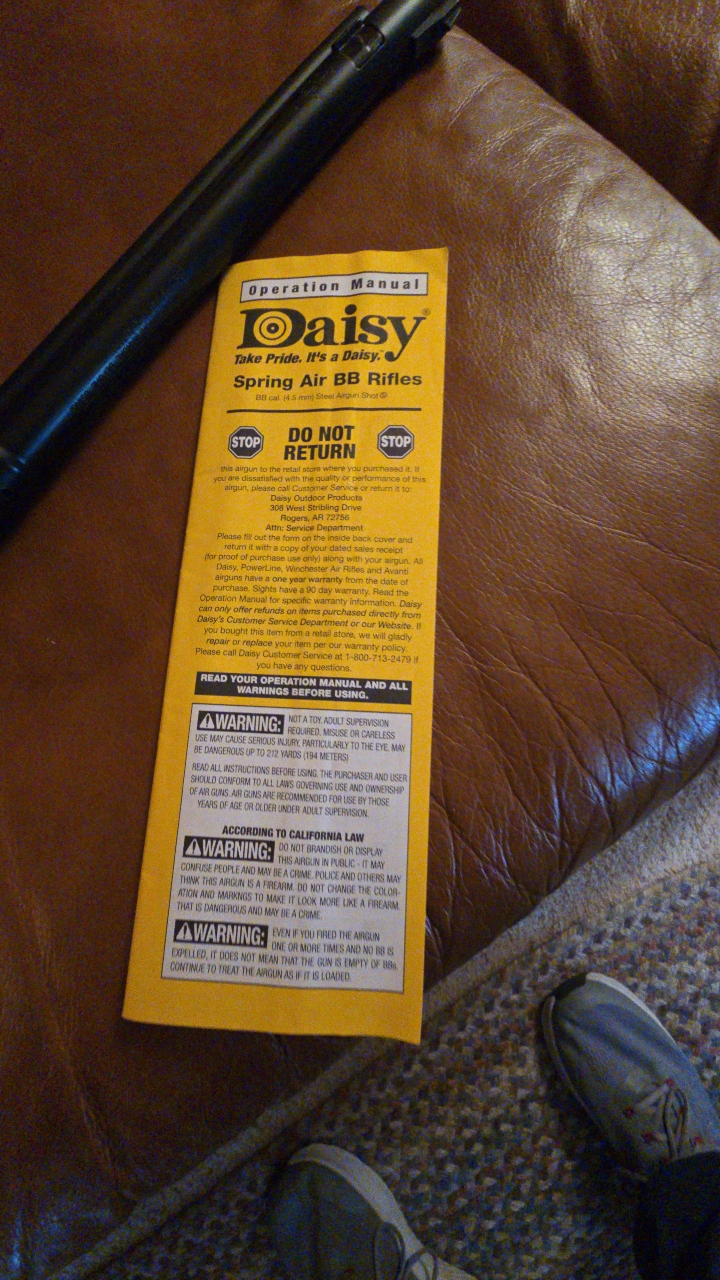 Operation Manual
Daisy®
Take Pride. It's a Daisy.
Spring Air BB Rifles
BB cal. (4.5 mm) Steel Airgun Shot
STOP DO NOT RETURN STOP
this airgun to the retail store where you purchased it. If
you are dissatisfied with the quality or performance of this
airgun, please call Customer Service or return it to:
Daisy Outdoor Products
308 West Stribling Drive
Rogers, AR 72756
Attn: Service Department
Please fill out the form on the inside back cover and
return it with a copy of your dated sales receipt
(for proof of purchase use only) along with your airgun. All
Daisy, PowerLine, Winchester Air Rifles and Avanti
airguns have a one year warranty from the date of
purchase. Sights have a 90 day warranty. Read the
Operation Manual for specific warranty information. Daisy
can only offer refunds on items purchased directly from
Daisy's Customer Service Department or our Website. If
you bought this item from a retail store, we will gladly
repair or replace your item per our warranty policy.
Please call Daisy Customer Service at 1-800-713-2479 if
you have any questions.
READ YOUR OPERATION MANUAL AND ALL
WARNINGS BEFORE USING.
WARNING: NOT A TOY. ADULT SUPERVISION
REQUIRED. MISUSE OR CARELESS
USE MAY CAUSE SERIOUS INJURY, PARTICULARLY TO THE EYE. MAY
BE DANGEROUS UP TO 212 YARDS (194 METERS)
READ ALL INSTRUCTIONS BEFORE USING. THE PURCHASER AND USER
SHOULD CONFORM TO ALL LAWS GOVERNING USE AND OWNERSHIP
OF AIR GUNS. AIR GUNS ARE RECOMMENDED FOR USE BY THOSE
YEARS OF AGE OR OLDER UNDER ADULT SUPERVISION.
ACCORDING TO CALIFORNIA LAW
WARNING: DO NOT BRANDISH OR DISPLAY
THIS AIRGUN IN PUBLIC - IT MAY
CONFUSE PEOPLE AND MAY BE A CRIME. POLICE AND OTHERS MAY
THINK THIS AIRGUN IS A FIREARM. DO NOT CHANGE THE COLOR-
ATION AND MARKINGS TO MAKE IT LOOK MORE LIKE A FIREARM.
THAT IS DANGEROUS AND MAY BE A CRIME.
WARNING: EVEN IF YOU FIRED THE AIRGUN
ONE OR MORE TIMES AND NO BB IS
EXPELLED, IT DOES NOT MEAN THAT THE GUN IS EMPTY OF BBs.
CONTINUE TO TREAT THE AIRGUN AS IF IT IS LOADED.